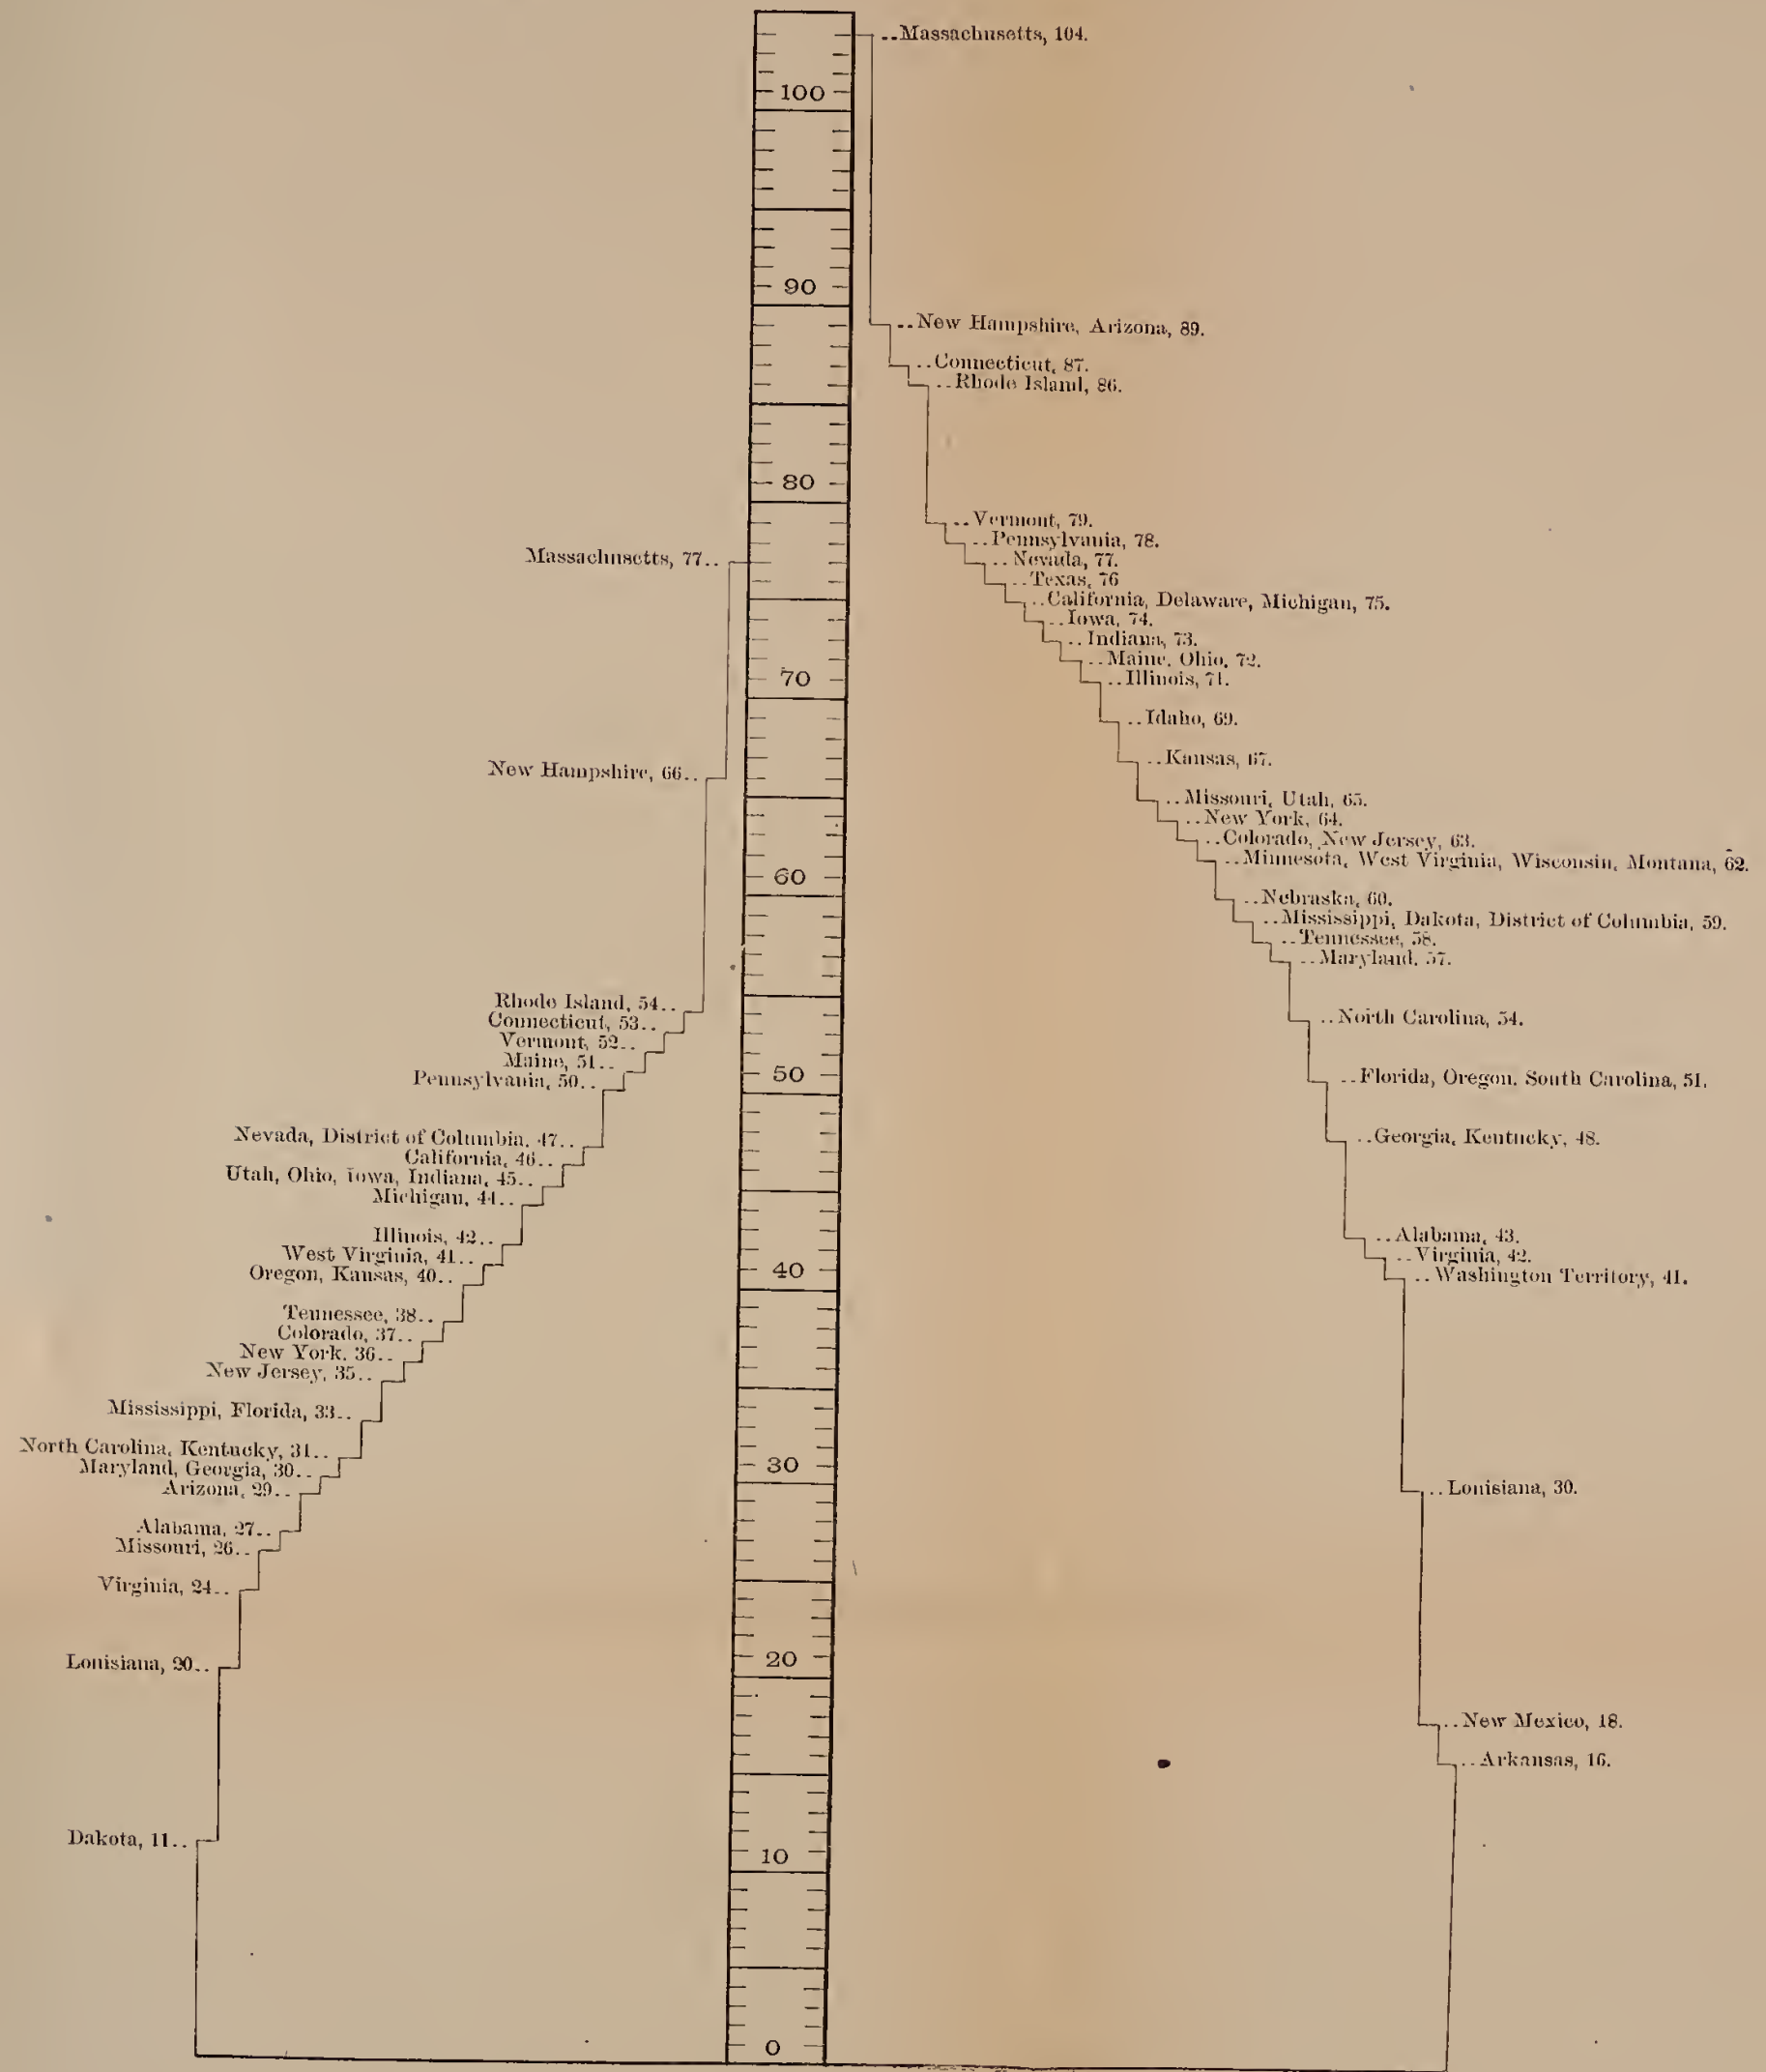 Massachusetts, 77..
New Hampshire, 66..
Rhode Island, 54..
Connecticut, 53..
Vermont, 52..
Maine, 51..
Pennsylvania, 50..
Nevada, District of Columbia, 47..
California, 46..
Utah, Ohio, Iowa, Indiana, 45..
Michigan, 44..
Illinois, 42..
West Virginia, 41..
Oregon, Kansas, 40..
Tennessee, 38..
Colorado, 37..
New York, 36..
New Jersey, 35..
Mississippi, Florida, 33..
North Carolina, Kentucky, 31..
Maryland, Georgia, 30..
Arizona, 29..
Alabama, 27..
Missouri, 26..
Virginia, 24..
Louisiana, 20..
Dakota, 11..
100
90
80
70
60
50
40
30
20
10
0
..Massachusetts, 104.
..New Hampshire, Arizona, 89.
..Connecticut, 87.
..Rhode Island, 86.
..Vermont, 79.
..Pennsylvania, 78.
..Nevada, 77.
..Texas, 76
..California, Delaware, Michigan, 75.
..Iowa, 74.
..Indiana, 73.
..Maine, Ohio, 72.
..Illinois, 71.
..Idaho, 69.
..Kansas, 67.
..Missouri, Utah, 65.
..New York, 64.
..Colorado, New Jersey, 63.
..Minnesota, West Virginia, Wisconsin, Montana, 62.
..Nebraska, 60.
..Mississippi, Dakota, District of Columbia, 59.
..Tennessee, 58.
..Maryland, 57.
..North Carolina, 54.
..Florida, Oregon, South Carolina, 51.
..Georgia, Kentucky, 48.
..Alabama, 43.
..Virginia, 42.
..Washington Territory, 41.
..Louisiana, 30.
..New Mexico, 18.
..Arkansas, 16.